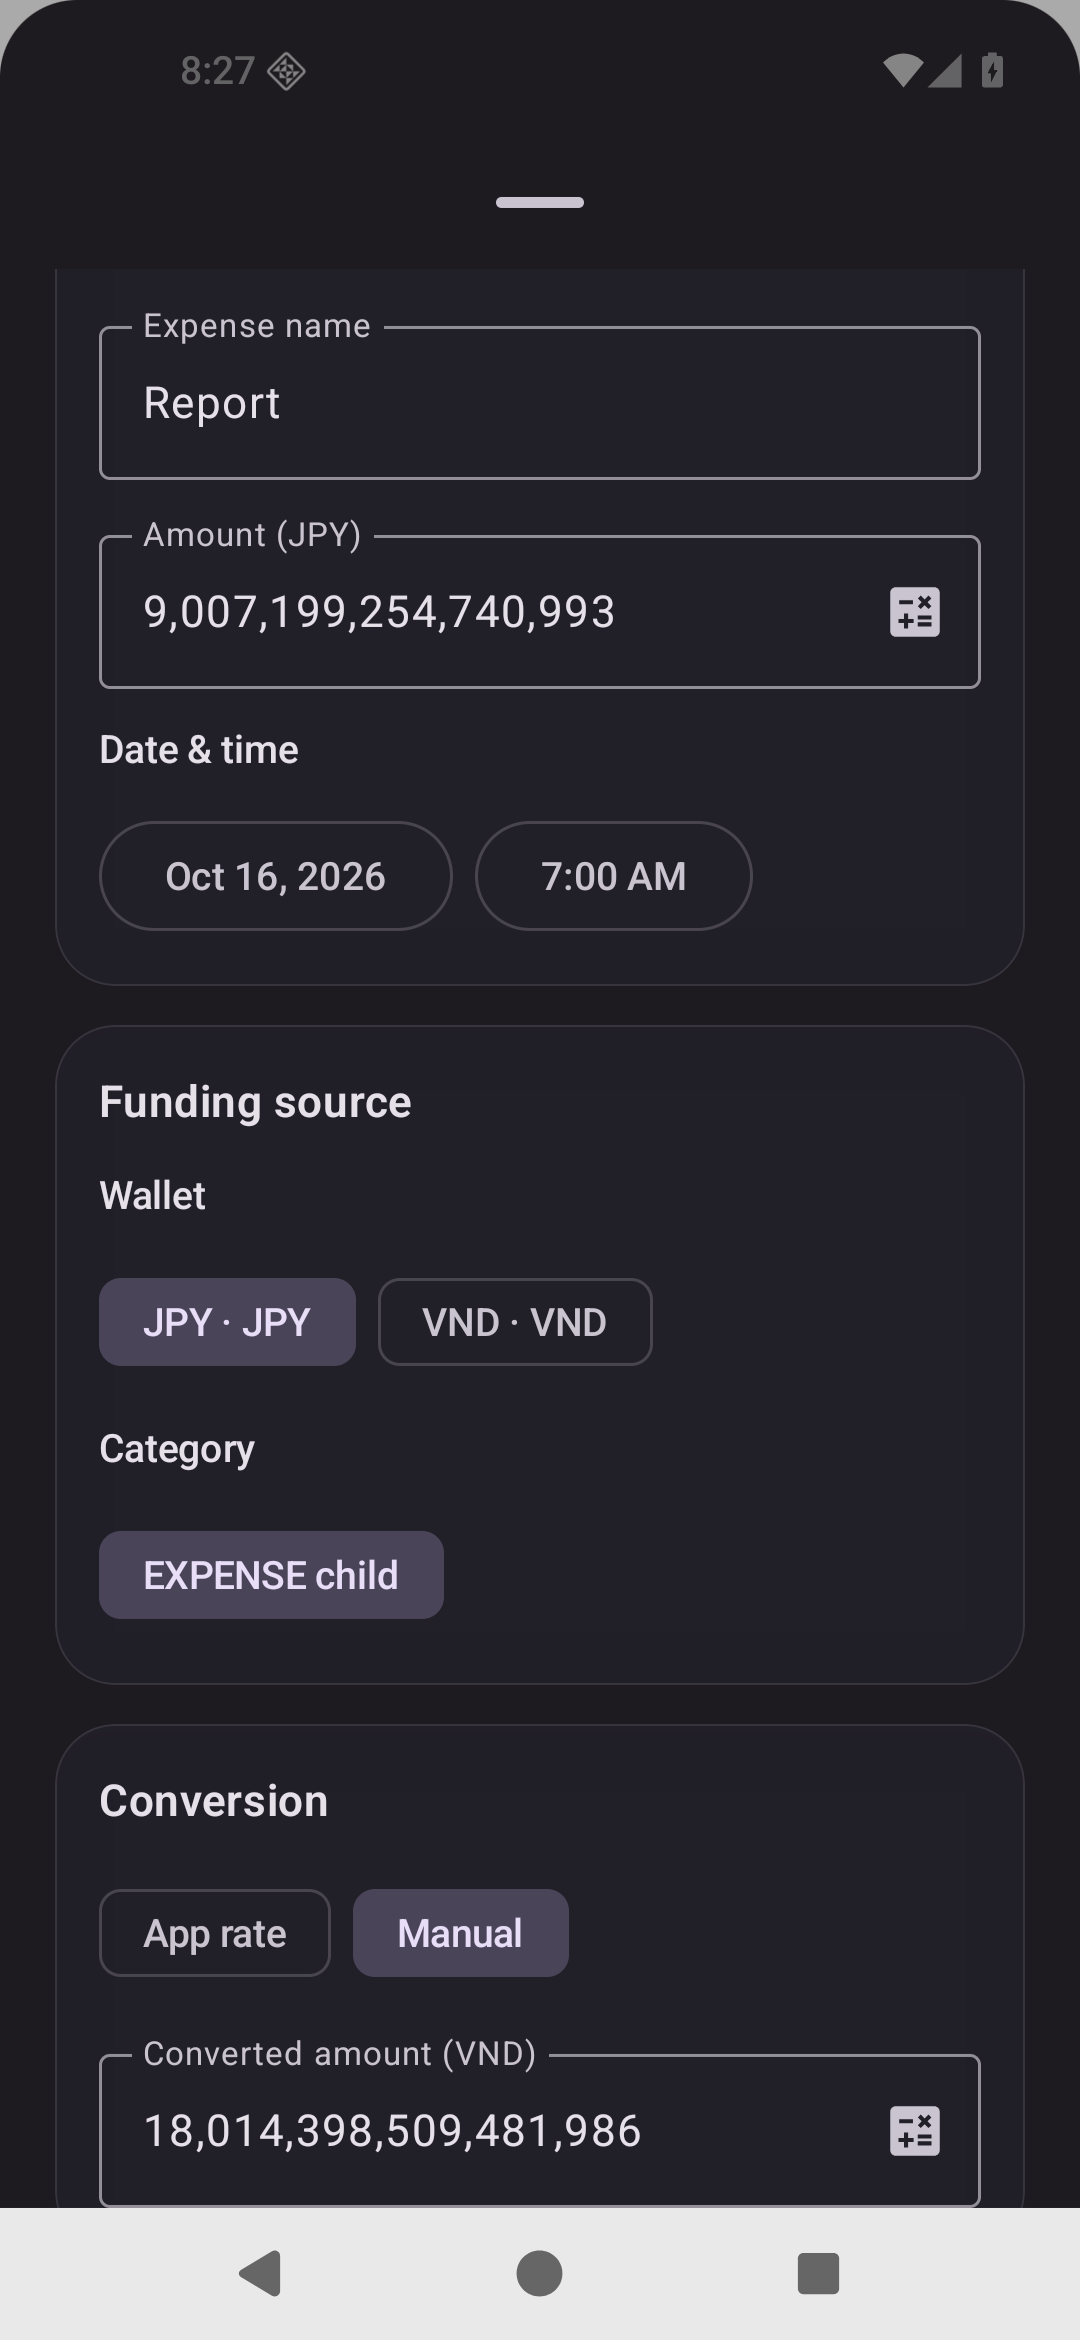 8:27
Expense name
Report
Amount (JPY)
9,007,199,254,740,993
Date & time
Oct 16, 2026
7:00 AM
Funding source
Wallet
JPY · JPY
VND · VND
Category
EXPENSE child
Conversion
App rate
Manual
Converted amount (VND)
18,014,398,509,481,986